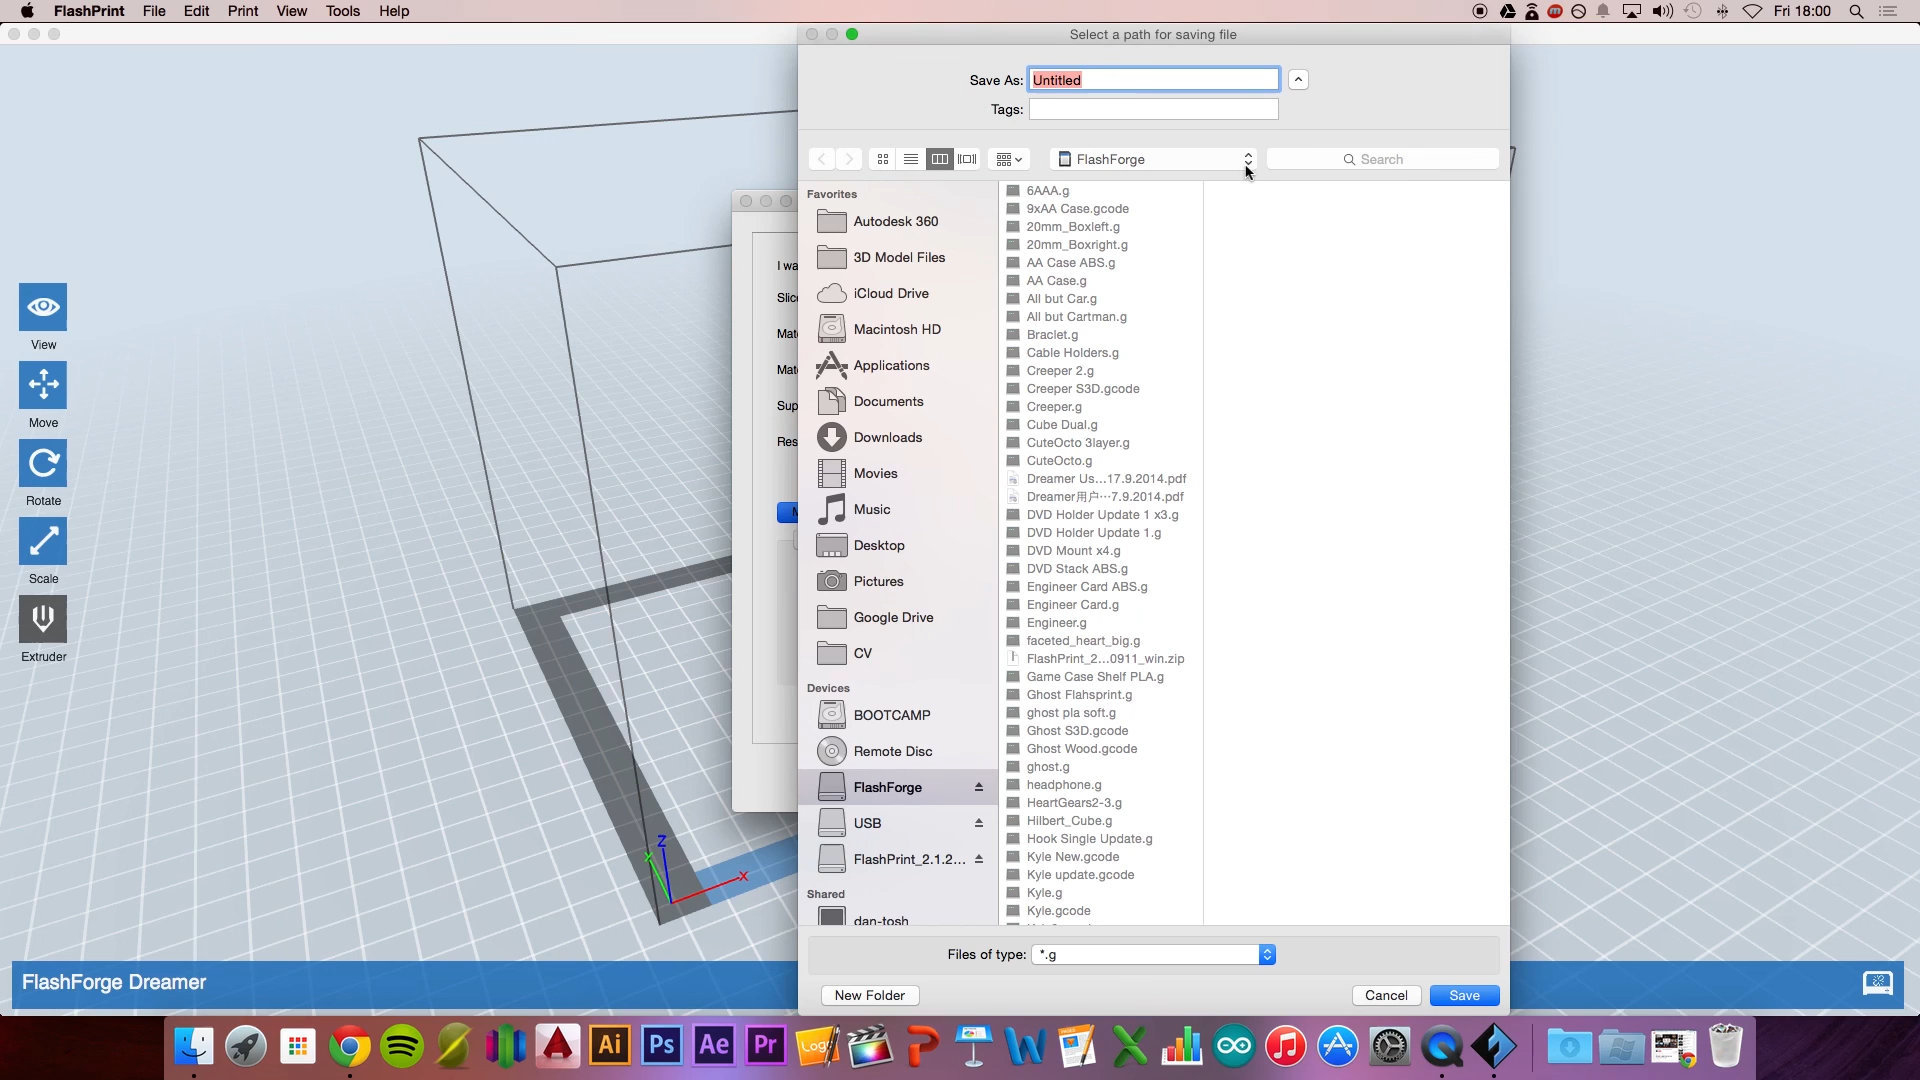 FlashPrint File Edit Print View Tools Help
Fri 18:00
Select a path for saving file
Save As: Untitled
Tags:
FlashForge
Search
Favorites
Autodesk 360
3D Model Files
iCloud Drive
Macintosh HD
Applications
Documents
Downloads
Movies
Music
Desktop
Pictures
Google Drive
CV
Devices
BOOTCAMP
Remote Disc
FlashForge
USB
FlashPrint_2.1.2...
Shared
dan-tosh
6AAA.g
9xAA Case.gcode
20mm_Boxleft.g
20mm_Boxright.g
AA Case ABS.g
AA Case.g
All but Car.g
All but Cartman.g
Braclet.g
Cable Holders.g
Creeper 2.g
Creeper S3D.gcode
Creeper.g
Cube Dual.g
CuteOcto 3layer.g
CuteOcto.g
Dreamer Us...17.9.2014.pdf
Dreamer用户···7.9.2014.pdf
DVD Holder Update 1 x3.g
DVD Holder Update 1.g
DVD Mount x4.g
DVD Stack ABS.g
Engineer Card ABS.g
Engineer Card.g
Engineer.g
faceted_heart_big.g
FlashPrint_2...0911_win.zip
Game Case Shelf PLA.g
Ghost Flahsprint.g
ghost pla soft.g
Ghost S3D.gcode
Ghost Wood.gcode
ghost.g
headphone.g
HeartGears2-3.g
Hilbert_Cube.g
Hook Single Update.g
Kyle New.gcode
Kyle update.gcode
Kyle.g
Kyle.gcode
Files of type: *.g
New Folder
Cancel
Save
I wa
Slic
Mat
Mat
Sup
Res
View
Move
Rotate
Scale
Extruder
Z
Y
X
FlashForge Dreamer
Ai
Ps
Ae
Pr